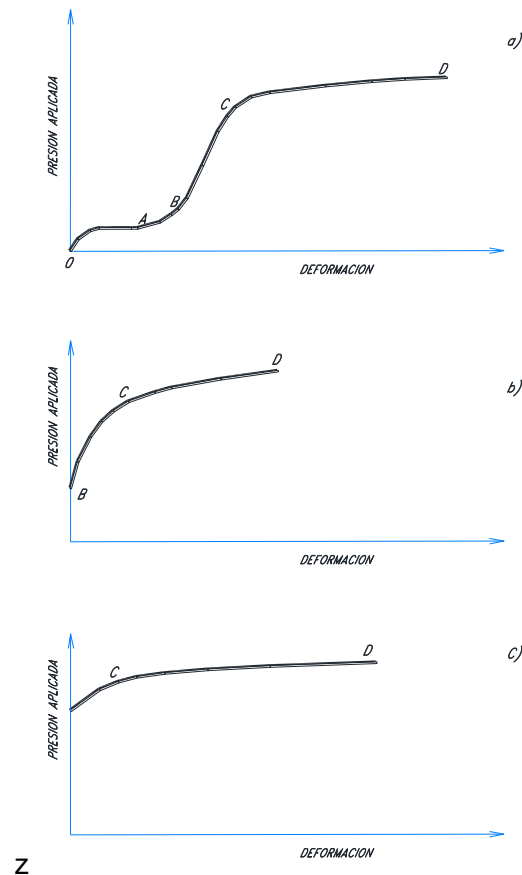 a)
PRESION APLICADA
D
C
B
A
O
DEFORMACION
b)
PRESION APLICADA
D
C
B
DEFORMACION
c)
PRESION APLICADA
D
C
DEFORMACION
z